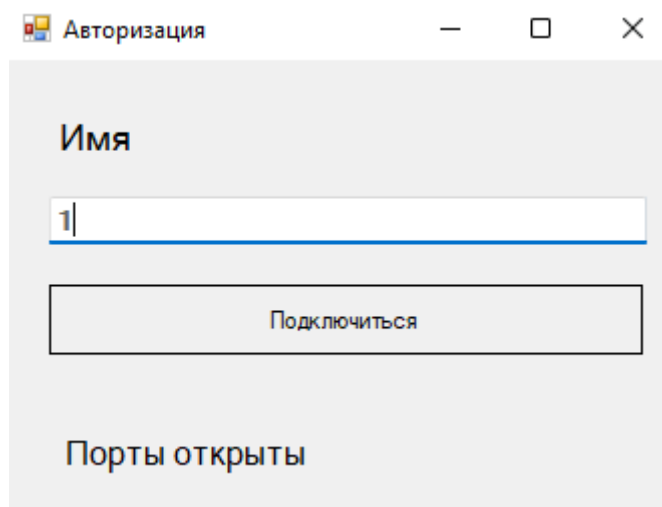 Авторизация
Имя
1
Подключиться
Порты открыты